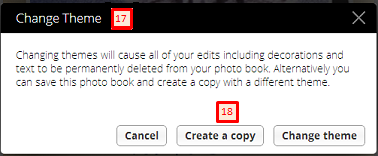 Change Theme 17
Changing themes will cause all of your edits including decorations and
text to be permanently deleted from your photo book. Alternatively you
can save this photo book and create a copy with a different theme.
18
Cancel Create a copy Change theme